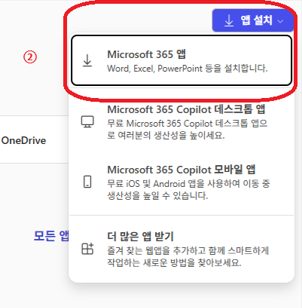 앱 설치
②
Microsoft 365 앱
Word, Excel, PowerPoint 등을 설치합니다.
Microsoft 365 Copilot 데스크톱 앱
무료 Microsoft 365 Copilot 데스크톱 앱으
로 여러분의 생산성을 높이세요.
OneDrive
Microsoft 365 Copilot 모바일 앱
무료 iOS 및 Android 앱을 사용하여 이동 중
생산성을 높일 수 있습니다.
모든 앱
더 많은 앱 받기
즐겨 찾는 웹앱을 추가하고 함께 스마트하게
작업하는 새로운 방법을 찾아보세요.